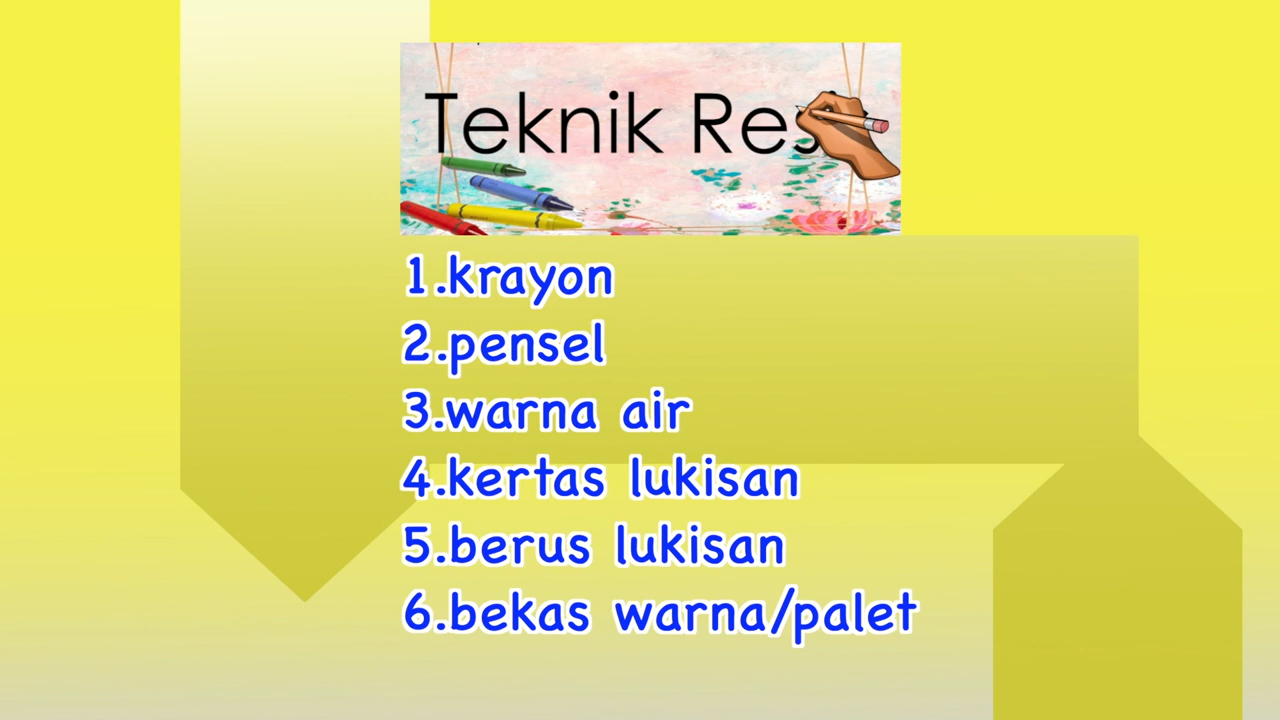 Teknik
1.krayon
2.pensel
3.warna air
4.kertas lukisan
5.berus lukisan
6.bekas warna/palet